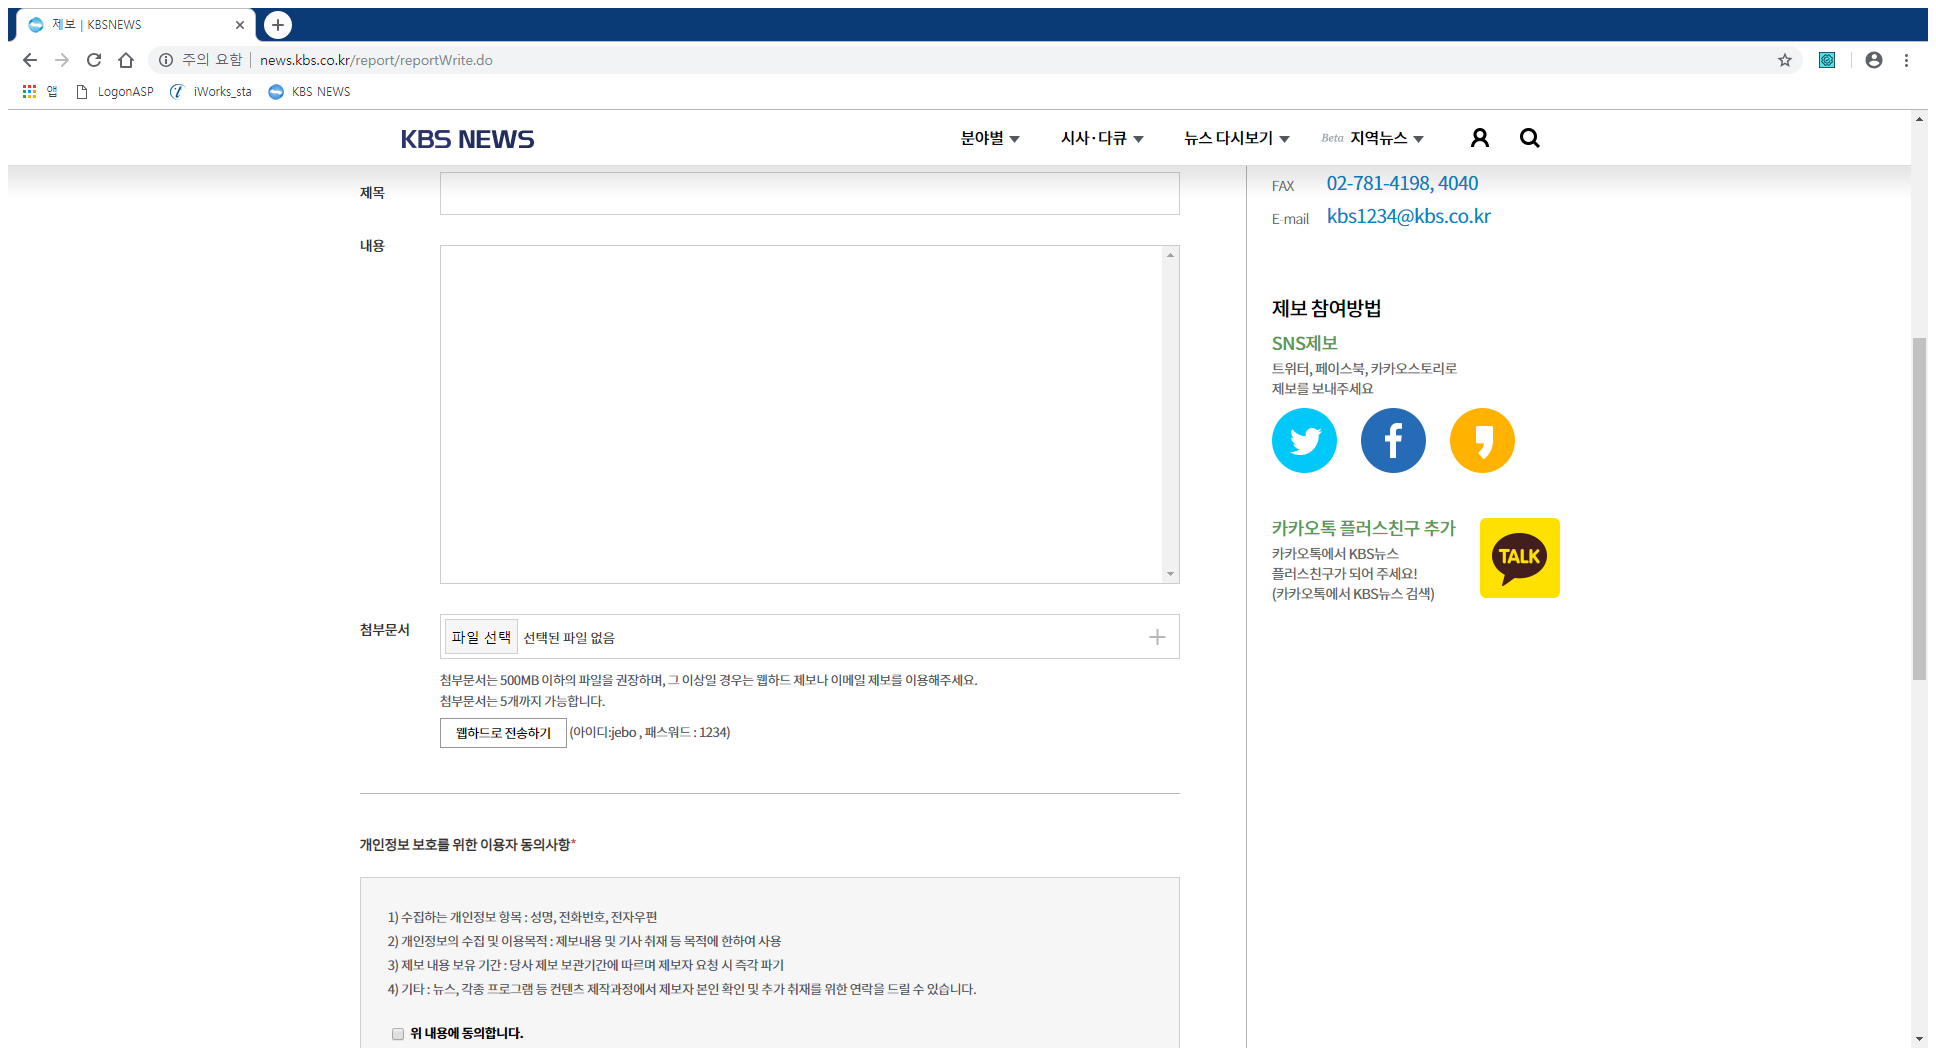 제보 | KBSNEWS
주의 요함 | news.kbs.co.kr/report/reportWrite.do
앱 LogonASP iWorks_sta KBS NEWS
KBS NEWS 분야별 시사·다큐 뉴스 다시보기 Beta 지역뉴스
제목
내용
첨부문서 파일 선택 선택된 파일 없음
첨부문서는 500MB 이하의 파일을 권장하며, 그 이상일 경우는 웹하드 제보나 이메일 제보를 이용해주세요.
첨부문서는 5개까지 가능합니다.
웹하드로 전송하기 (아이디:jebo , 패스워드 : 1234)
개인정보 보호를 위한 이용자 동의사항*
1) 수집하는 개인정보 항목 : 성명, 전화번호, 전자우편
2) 개인정보의 수집 및 이용목적 : 제보내용 및 기사 취재 등 목적에 한하여 사용
3) 제보 내용 보유 기간 : 당사 제보 보관기간에 따르며 제보자 요청 시 즉각 파기
4) 기타 : 뉴스, 각종 프로그램 등 컨텐츠 제작과정에서 제보자 본인 확인 및 추가 취재를 위한 연락을 드릴 수 있습니다.
위 내용에 동의합니다.
FAX 02-781-4198, 4040
E-mail kbs1234@kbs.co.kr
제보 참여방법
SNS제보
트위터, 페이스북, 카카오스토리로
제보를 보내주세요
카카오톡 플러스친구 추가
카카오톡에서 KBS뉴스
플러스친구가 되어 주세요!
(카카오톡에서 KBS뉴스 검색)
TALK